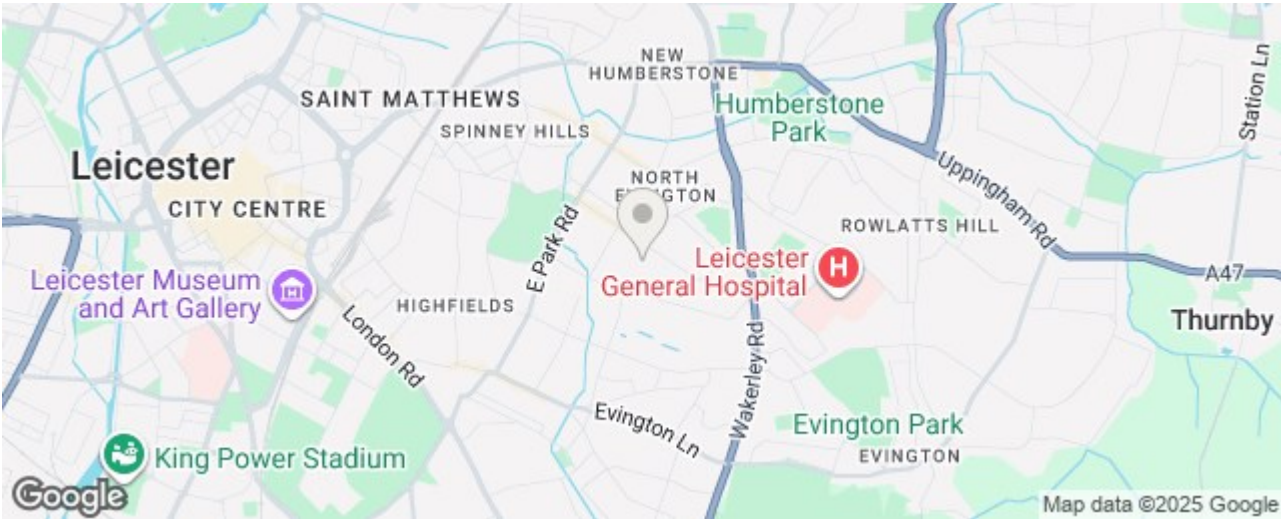 NEW
HUMBERSTONE
SAINT MATTHEWS
Humberstone
Park
SPINNEY HILLS
Station Ln
Leicester
NORTH
Uppingham Rd
CITY CENTRE
E Park Rd
ROWLATTS HILL
Leicester
General Hospital
H
A47
Leicester Museum
and Art Gallery
HIGHFIELDS
London Rd
Thurnby
Wakerley Rd
Evington Ln
Evington Park
EVINGTON
King Power Stadium
Google
Map data ©2025 Google